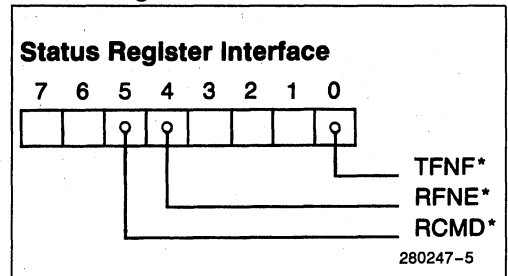 Status Register Interface
7 6 5 4 3 2 1 0
TFNF*
RFNE*
RCMD*
280247-5